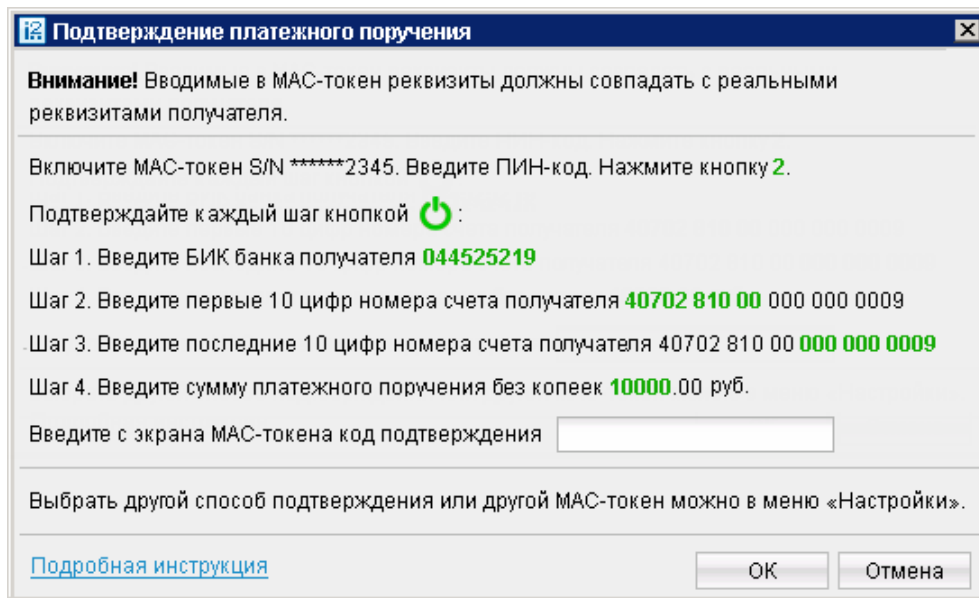 i2 Подтверждение платежного поручения
Внимание! Вводимые в МАС-токен реквизиты должны совпадать с реальными
реквизитами получателя.
Включите МАС-токен S/N ******2345. Введите ПИН-код. Нажмите кнопку 2.
Подтверждайте каждый шаг кнопкой :
Шаг 1. Введите БИК банка получателя 044525219
Шаг 2. Введите первые 10 цифр номера счета получателя 40702 810 00 000 000 0009
Шаг 3. Введите последние 10 цифр номера счета получателя 40702 810 00 000 000 0009
Шаг 4. Введите сумму платежного поручения без копеек 10000.00 руб.
Введите с экрана МАС-токена код подтверждения
Выбрать другой способ подтверждения или другой МАС-токен можно в меню «Настройки».
Подробная инструкция
ОК
Отмена